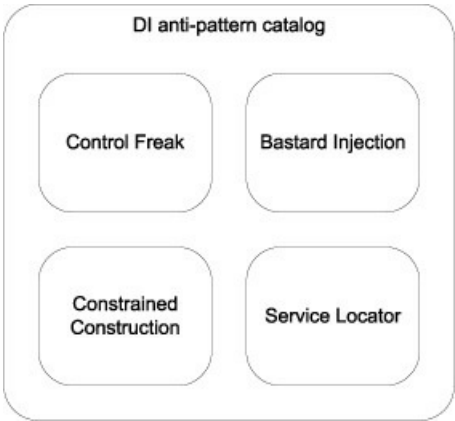 DI anti-pattern catalog
Control Freak
Bastard Injection
Constrained
Construction
Service Locator